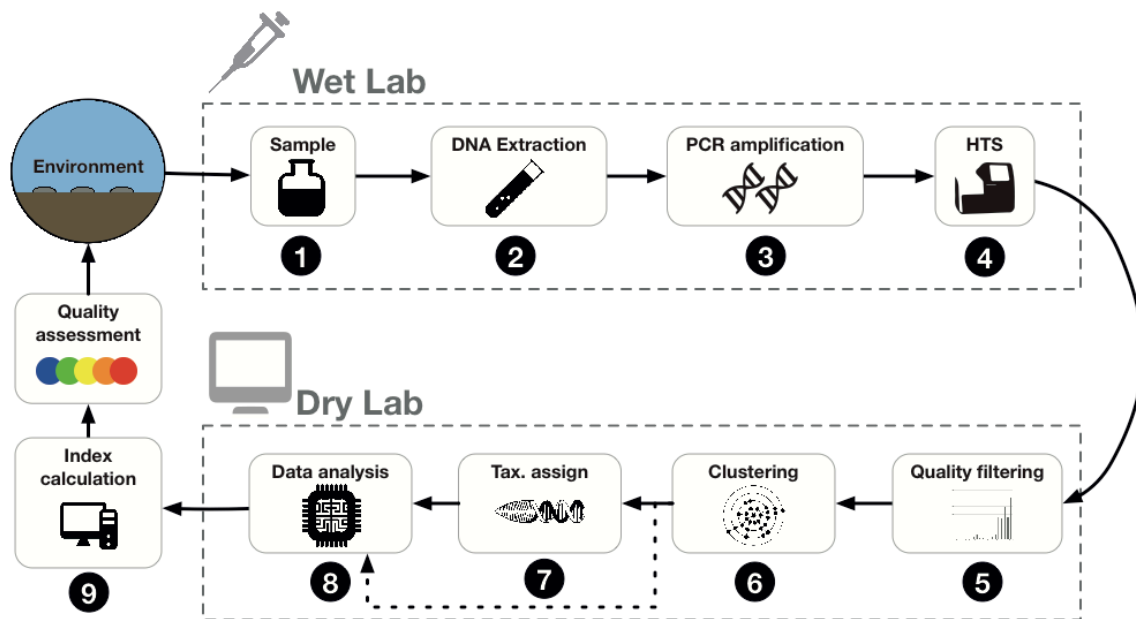 Wet Lab
Environment
Sample
DNA Extraction
PCR amplification
HTS
1
2
3
4
Quality
assessment
Dry Lab
Index
calculation
Data analysis
Tax. assign
Clustering
Quality filtering
9
8
7
6
5